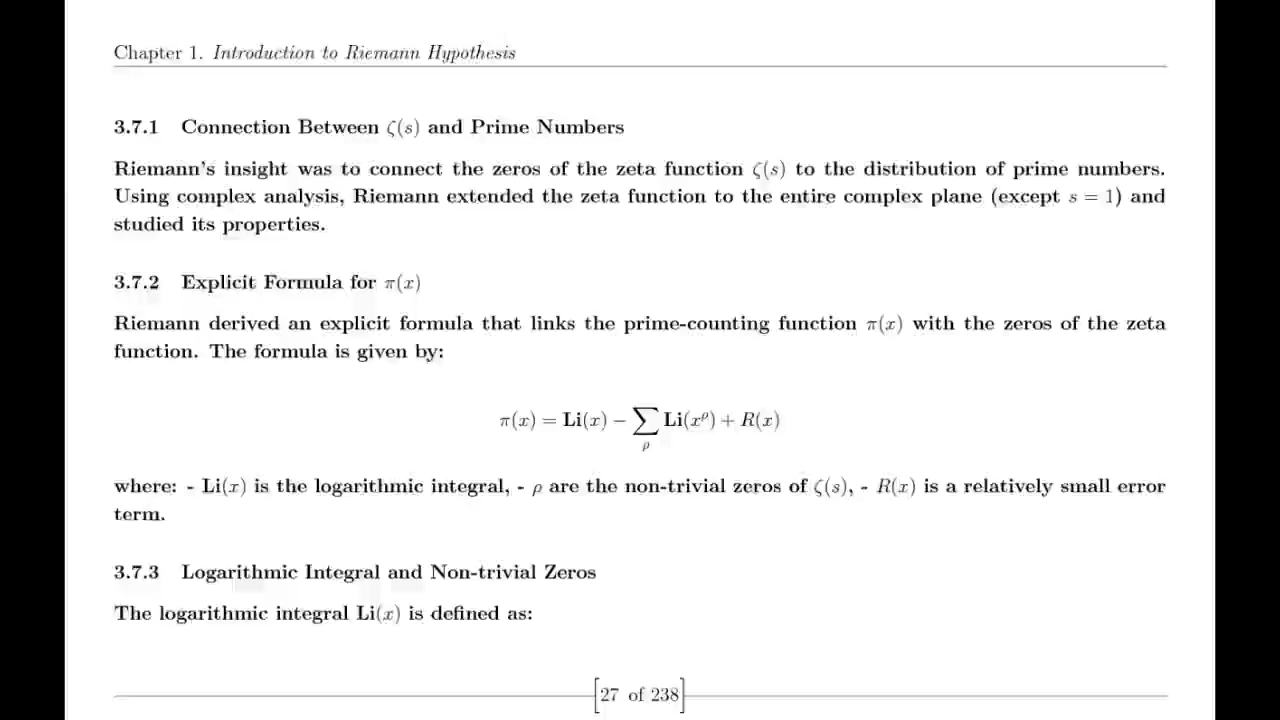 Chapter 1. Introduction to Riemann Hypothesis
3.7.1 Connection Between ζ(s) and Prime Numbers
Riemann's insight was to connect the zeros of the zeta function ζ(s) to the distribution of prime numbers.
Using complex analysis, Riemann extended the zeta function to the entire complex plane (except s = 1) and
studied its properties.
3.7.2 Explicit Formula for π(x)
Riemann derived an explicit formula that links the prime-counting function π(x) with the zeros of the zeta
function. The formula is given by:
π(x) = Li(x) − ∑ Li(x^ρ) + R(x)
ρ
where: - Li(x) is the logarithmic integral, - ρ are the non-trivial zeros of ζ(s), - R(x) is a relatively small error
term.
3.7.3 Logarithmic Integral and Non-trivial Zeros
The logarithmic integral Li(x) is defined as:
[27 of 238]